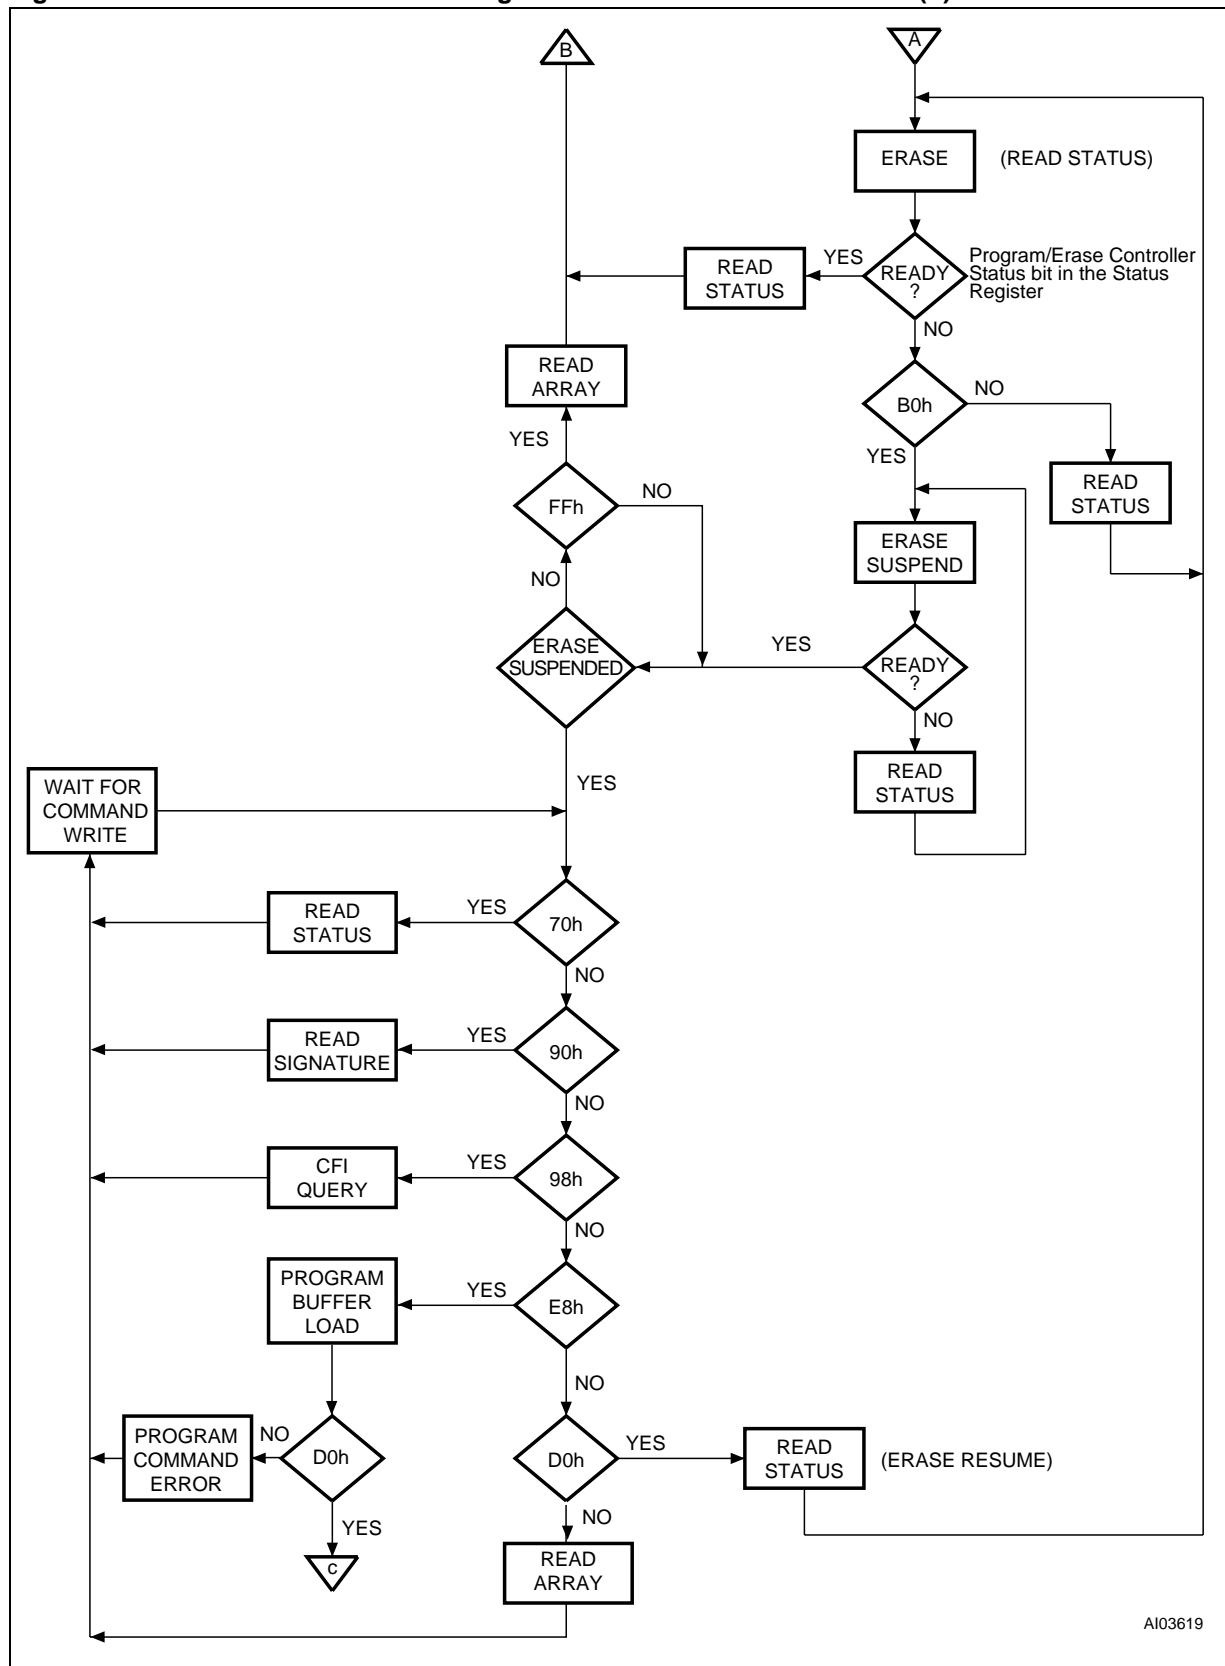 B
A
ERASE
(READ STATUS)
READ
STATUS
YES
READY
?
Program/Erase Controller
Status bit in the Status
Register
NO
READ
ARRAY
B0h
NO
YES
YES
READ
STATUS
FFh
NO
ERASE
SUSPEND
NO
ERASE
SUSPENDED
YES
READY
?
NO
READ
STATUS
YES
WAIT FOR
COMMAND
WRITE
READ
STATUS
YES
70h
NO
READ
SIGNATURE
YES
90h
NO
CFI
QUERY
YES
98h
NO
PROGRAM
BUFFER
LOAD
YES
E8h
NO
PROGRAM
COMMAND
ERROR
NO
D0h
YES
c
D0h
YES
READ
STATUS
(ERASE RESUME)
NO
READ
ARRAY
AI03619